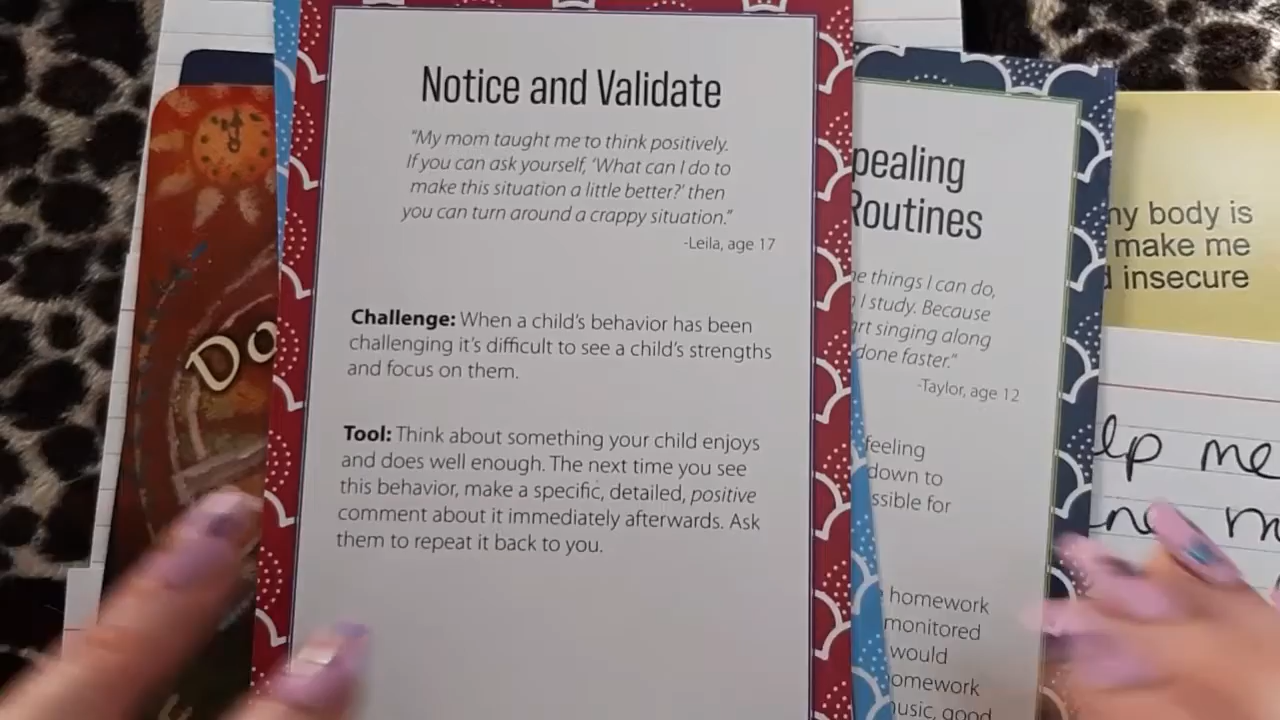 Notice and Validate
"My mom taught me to think positively.
If you can ask yourself, 'What can I do to
make this situation a little better?' then
you can turn around a crappy situation."
-Leila, age 17
Challenge: When a child's behavior has been
challenging it's difficult to see a child's strengths
and focus on them.
Tool: Think about something your child enjoys
and does well enough. The next time you see
this behavior, make a specific, detailed, positive
comment about it immediately afterwards. Ask
them to repeat it back to you.
Do
pealing
Routines
things I can do,
I study. Because
singing along
done faster."
-Taylor, age 12
feeling
down to
ssible for
homework
monitored
would
omework
usic, good
my body is
make me
insecure
lp me